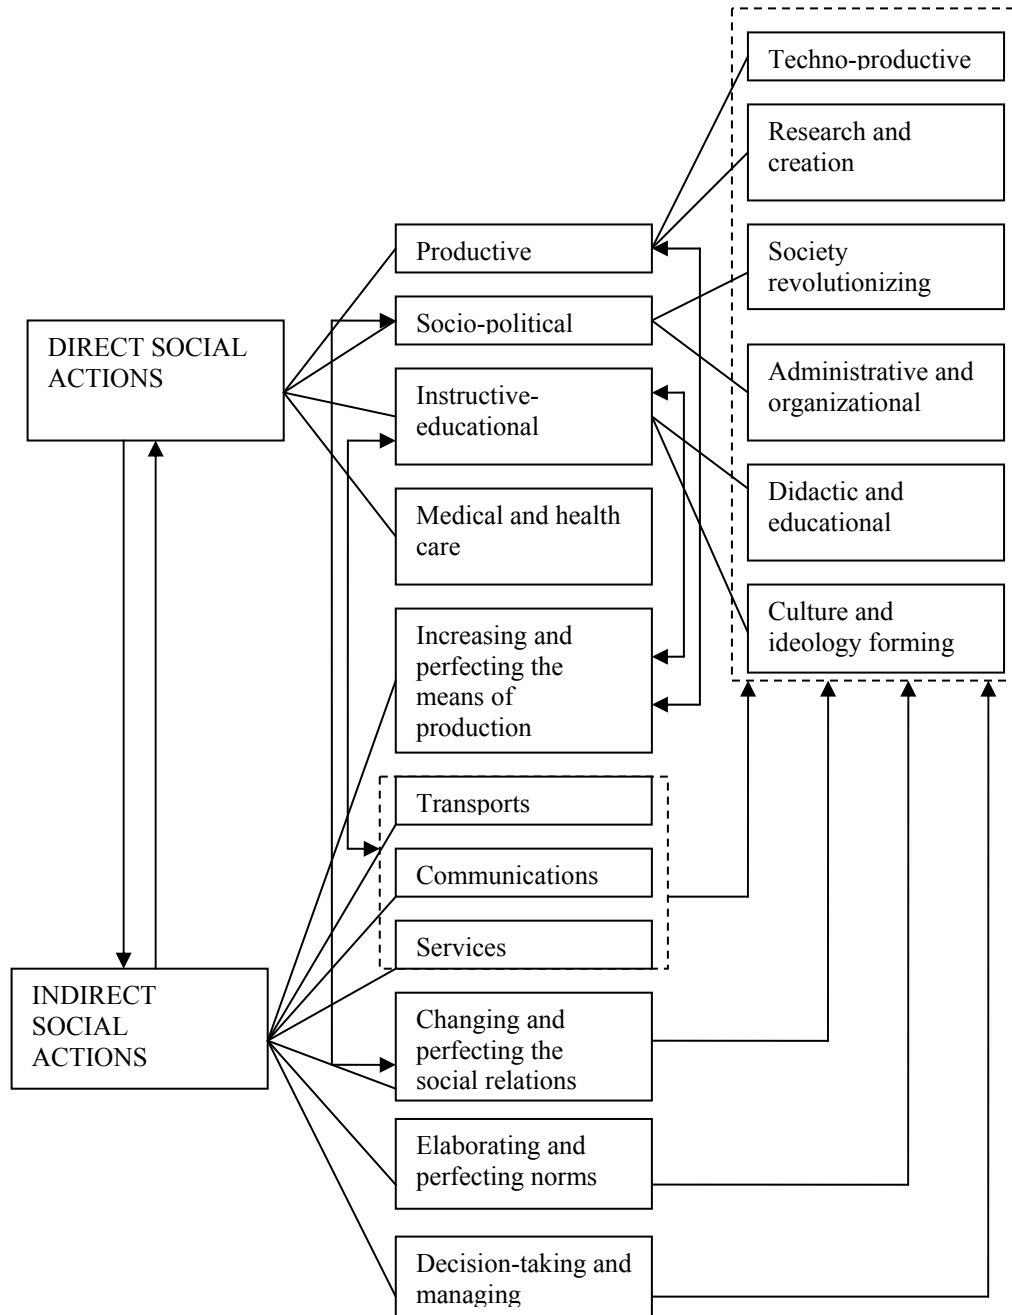 Techno-productive
Research and
creation
Productive
Society
revolutionizing
Socio-political
DIRECT SOCIAL
ACTIONS
Instructive-
educational
Administrative and
organizational
Medical and health
care
Didactic and
educational
Increasing and
perfecting the
means of
production
Culture and
ideology forming
Transports
Communications
Services
INDIRECT
SOCIAL
ACTIONS
Changing and
perfecting the
social relations
Elaborating and
perfecting norms
Decision-taking and
managing